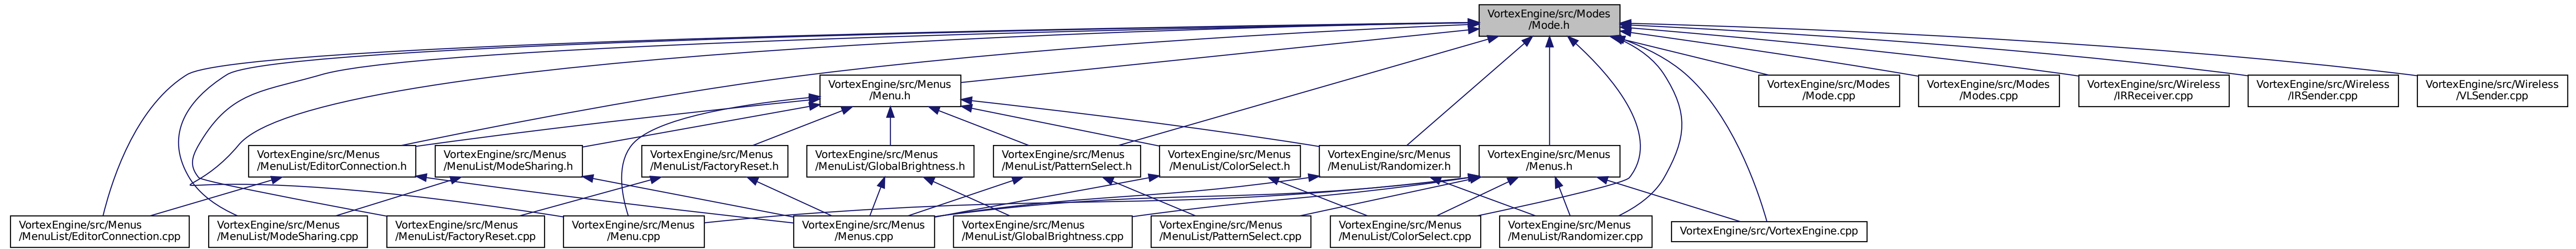 VortexEngine/src/Modes
/Mode.h
VortexEngine/src/Menus
/Menu.h
VortexEngine/src/Modes
/Mode.cpp
VortexEngine/src/Modes
/Modes.cpp
VortexEngine/src/Wireless
/IRReceiver.cpp
VortexEngine/src/Wireless
/IRSender.cpp
VortexEngine/src/Wireless
/VLSender.cpp
VortexEngine/src/Menus
/MenuList/EditorConnection.h
VortexEngine/src/Menus
/MenuList/ModeSharing.h
VortexEngine/src/Menus
/MenuList/FactoryReset.h
VortexEngine/src/Menus
/MenuList/GlobalBrightness.h
VortexEngine/src/Menus
/MenuList/PatternSelect.h
VortexEngine/src/Menus
/MenuList/ColorSelect.h
VortexEngine/src/Menus
/MenuList/Randomizer.h
VortexEngine/src/Menus
/Menus.h
VortexEngine/src/Menus
/MenuList/EditorConnection.cpp
VortexEngine/src/Menus
/MenuList/ModeSharing.cpp
VortexEngine/src/Menus
/MenuList/FactoryReset.cpp
VortexEngine/src/Menus
/Menu.cpp
VortexEngine/src/Menus
/Menus.cpp
VortexEngine/src/Menus
/MenuList/GlobalBrightness.cpp
VortexEngine/src/Menus
/MenuList/PatternSelect.cpp
VortexEngine/src/Menus
/MenuList/ColorSelect.cpp
VortexEngine/src/Menus
/MenuList/Randomizer.cpp
VortexEngine/src/VortexEngine.cpp